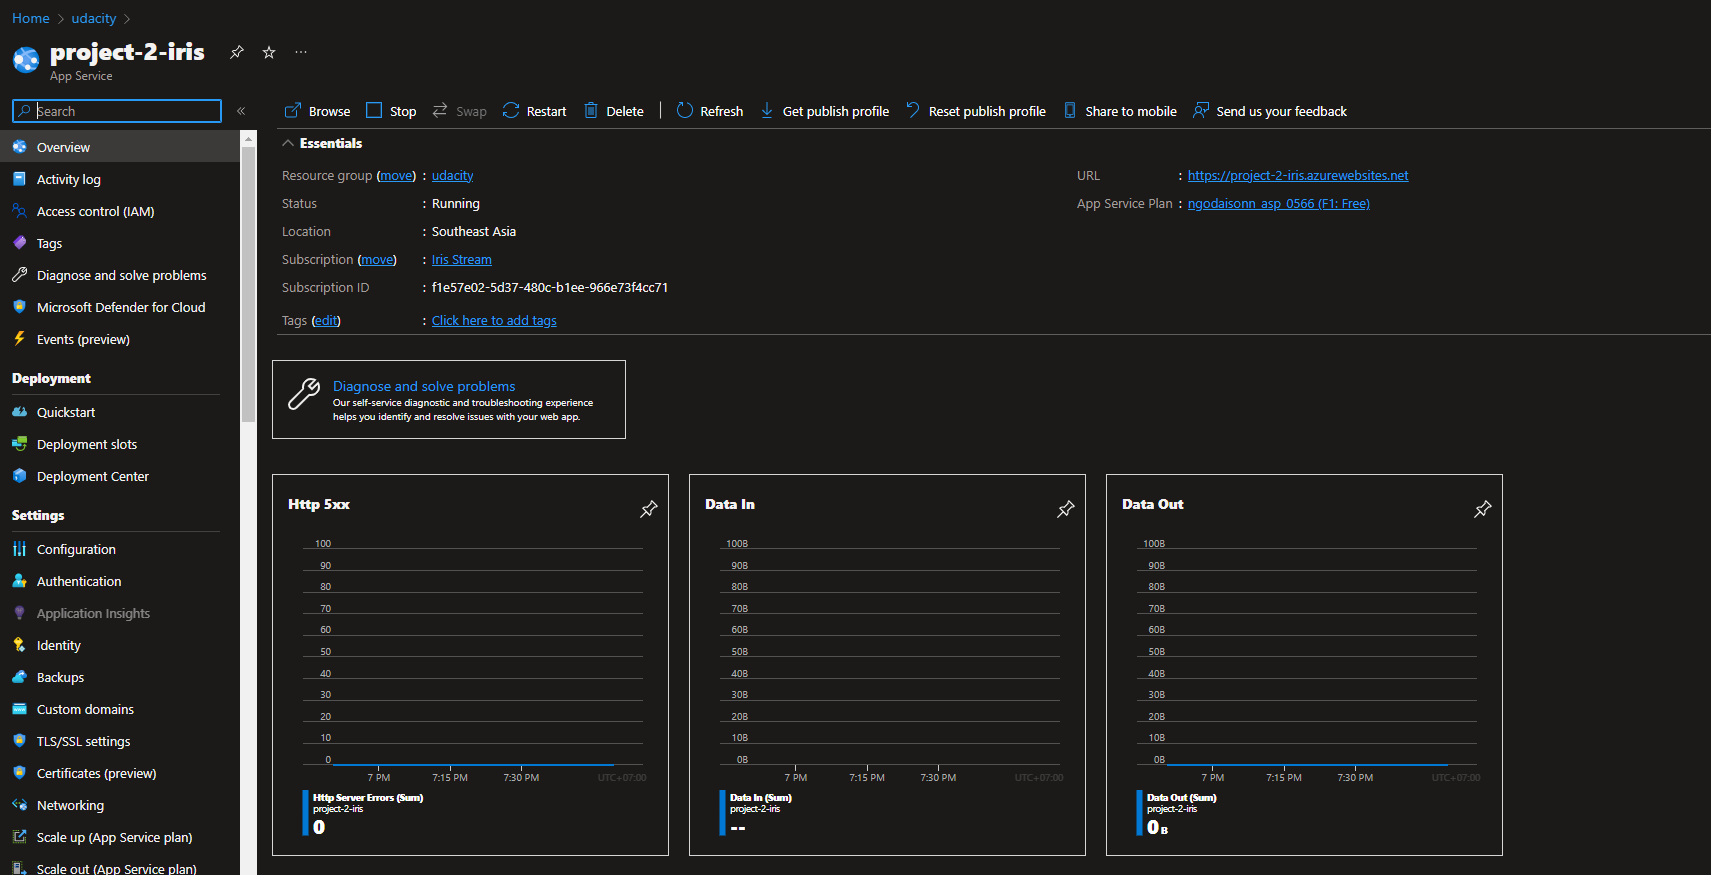 Home > udacity >
project-2-iris
App Service
Search
«
Browse
Stop
Swap
Restart
Delete
Refresh
Get publish profile
Reset publish profile
Share to mobile
Send us your feedback
Overview
Activity log
Access control (IAM)
Tags
Diagnose and solve problems
Microsoft Defender for Cloud
Events (preview)
Deployment
Quickstart
Deployment slots
Deployment Center
Settings
Configuration
Authentication
Application Insights
Identity
Backups
Custom domains
TLS/SSL settings
Certificates (preview)
Networking
Scale up (App Service plan)
Scale out (App Service plan)
Essentials
Resource group (move) : udacity
Status : Running
Location : Southeast Asia
Subscription (move) : Iris Stream
Subscription ID : f1e57e02-5d37-480c-b1ee-966e73f4cc71
Tags (edit) : Click here to add tags
URL : https://project-2-iris.azurewebsites.net
App Service Plan : ngodaisonn_asp_0566 (F1: Free)
Diagnose and solve problems
Our self-service diagnostic and troubleshooting experience
helps you identify and resolve issues with your web app.
Http 5xx
100
90
80
70
60
50
40
30
20
10
0
7 PM 7:15 PM 7:30 PM UTC+07:00
Http Server Errors (Sum)
project-2-iris
0
Data In
100B
90B
80B
70B
60B
50B
40B
30B
20B
10B
0B
7 PM 7:15 PM 7:30 PM UTC+07:00
Data In (Sum)
project-2-iris
--
Data Out
100B
90B
80B
70B
60B
50B
40B
30B
20B
10B
0B
7 PM 7:15 PM 7:30 PM UTC+07:00
Data Out (Sum)
project-2-iris
0 B